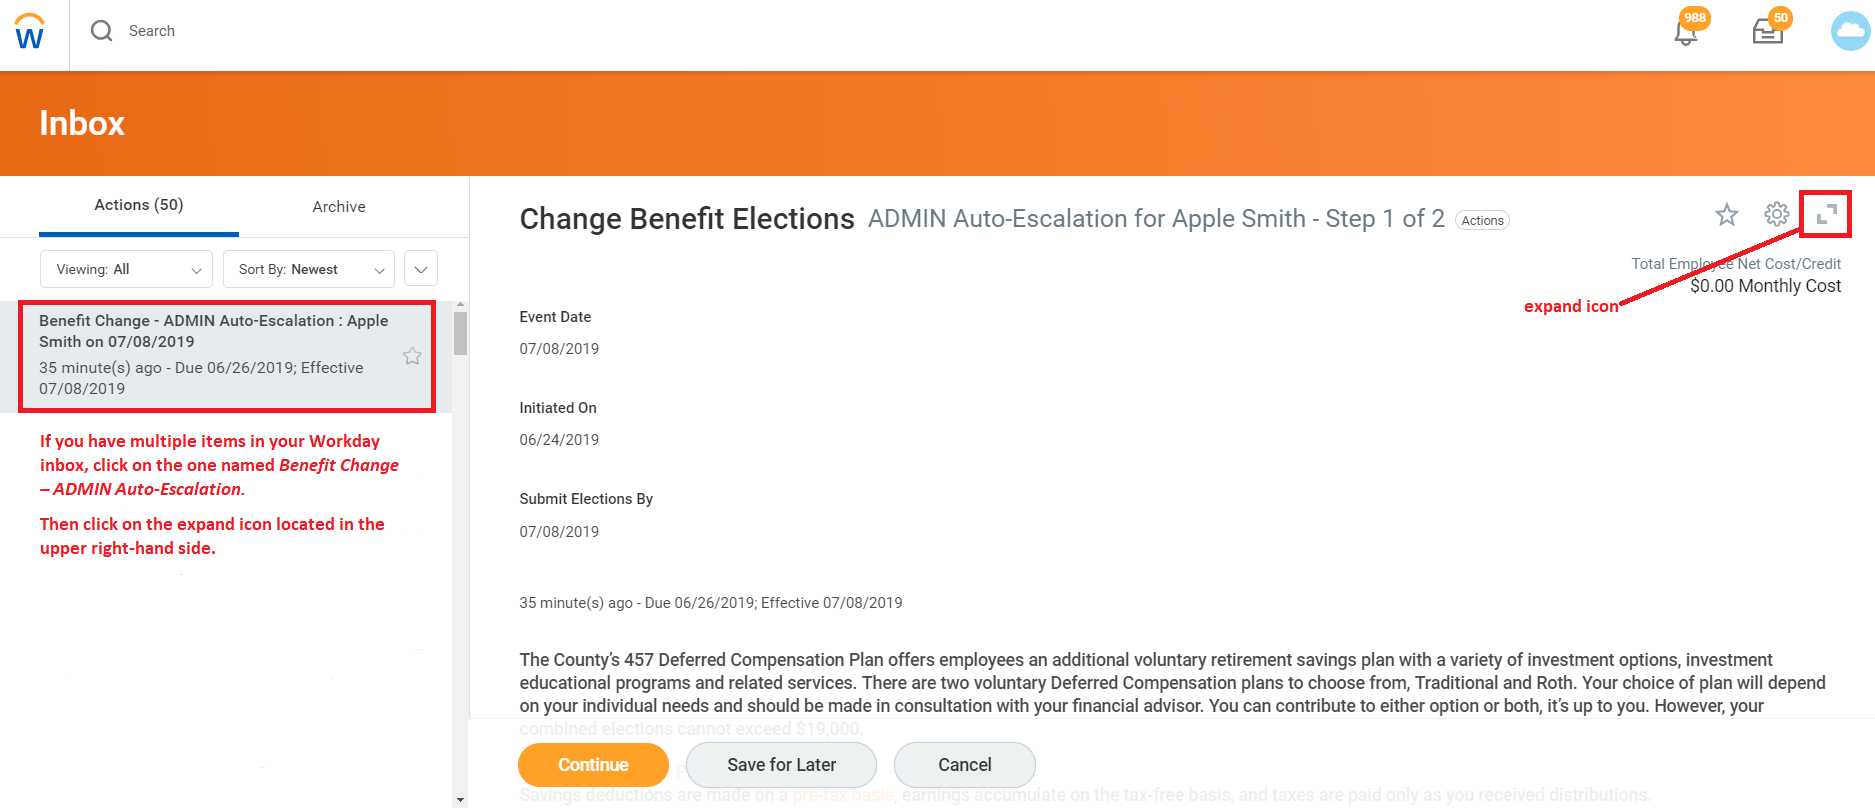 W
Search
988
50
Inbox
Actions (50)
Archive
Viewing: All
Sort By: Newest
Benefit Change - ADMIN Auto-Escalation : Apple
Smith on 07/08/2019
35 minute(s) ago - Due 06/26/2019; Effective
07/08/2019
If you have multiple items in your Workday
inbox, click on the one named Benefit Change
– ADMIN Auto-Escalation.
Then click on the expand icon located in the
upper right-hand side.
Change Benefit Elections ADMIN Auto-Escalation for Apple Smith - Step 1 of 2 Actions
Total Employee Net Cost/Credit
$0.00 Monthly Cost
expand icon
Event Date
07/08/2019
Initiated On
06/24/2019
Submit Elections By
07/08/2019
35 minute(s) ago - Due 06/26/2019; Effective 07/08/2019
The County’s 457 Deferred Compensation Plan offers employees an additional voluntary retirement savings plan with a variety of investment options, investment
educational programs and related services. There are two voluntary Deferred Compensation plans to choose from, Traditional and Roth. Your choice of plan will depend
on your individual needs and should be made in consultation with your financial advisor. You can contribute to either option or both, it’s up to you. However, your
combined elections cannot exceed $19,000.
Continue
Save for Later
Cancel
Savings deductions are made on a pre-tax basis, earnings accumulate on the tax-free basis, and taxes are paid only as you received distributions.